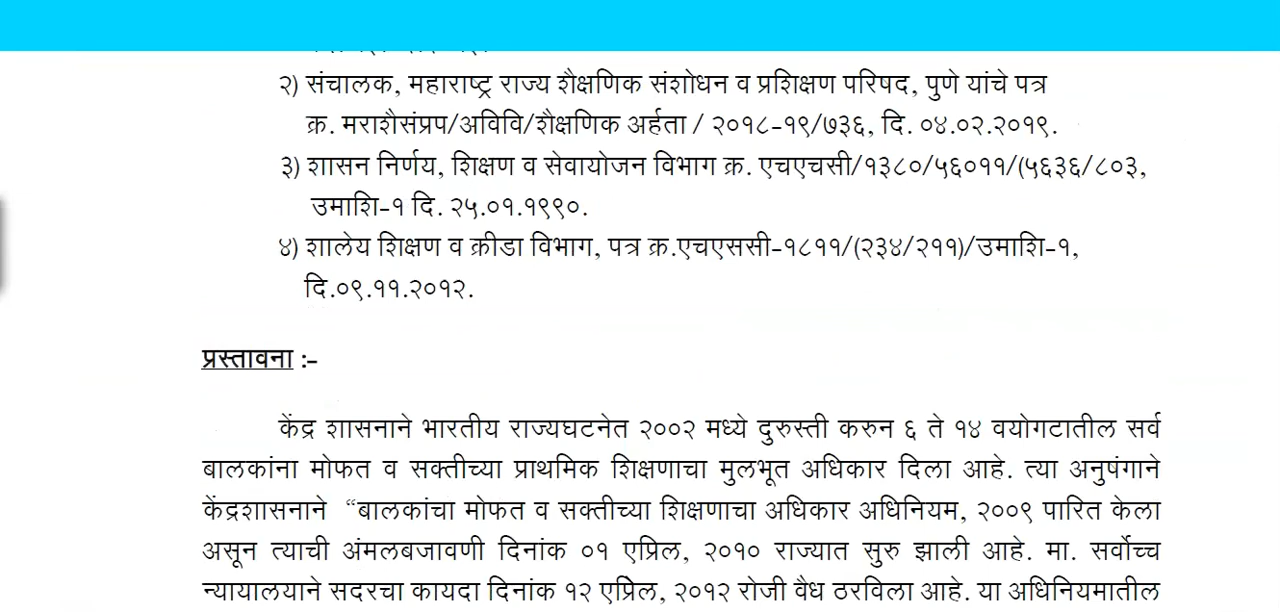 २) संचालक, महाराष्ट्र राज्य शैक्षणिक संशोधन व प्रशिक्षण परिषद, पुणे यांचे पत्र
क्र. मराशैसंप्रप/अविवि/शैक्षणिक अर्हता / २०१८-१९/७३६, दि. ०४.०२.२०१९.
३) शासन निर्णय, शिक्षण व सेवायोजन विभाग क्र. एचएचसी/१३८०/५६०११/(५६३६/८०३,
उमाशि-१ दि. २५.०१.१९९०.
४) शालेय शिक्षण व क्रीडा विभाग, पत्र क्र.एचएससी-१८११/(२३४/२११)/उमाशि-१,
दि.०९.११.२०१२.
प्रस्तावना :-
केंद्र शासनाने भारतीय राज्यघटनेत २००२ मध्ये दुरुस्ती करुन ६ ते १४ वयोगटातील सर्व
बालकांना मोफत व सक्तीच्या प्राथमिक शिक्षणाचा मुलभूत अधिकार दिला आहे. त्या अनुषंगाने
केंद्रशासनाने “बालकांचा मोफत व सक्तीच्या शिक्षणाचा अधिकार अधिनियम, २००९ पारित केला
असून त्याची अंमलबजावणी दिनांक ०१ एप्रिल, २०१० राज्यात सुरु झाली आहे. मा. सर्वोच्च
न्यायालयाने सदरचा कायदा दिनांक १२ एप्रिल, २०१२ रोजी वैध ठरविला आहे. या अधिनियमातील